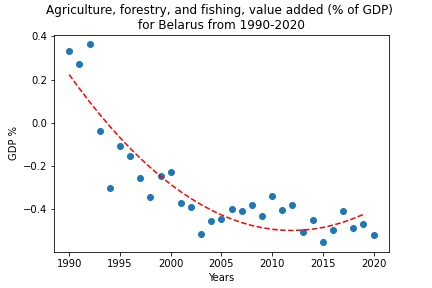 Agriculture, forestry, and fishing, value added (% of GDP)
for Belarus from 1990-2020
0.4
0.2
0.0
−0.2
−0.4
GDP %
1990 1995 2000 2005 2010 2015 2020
Years